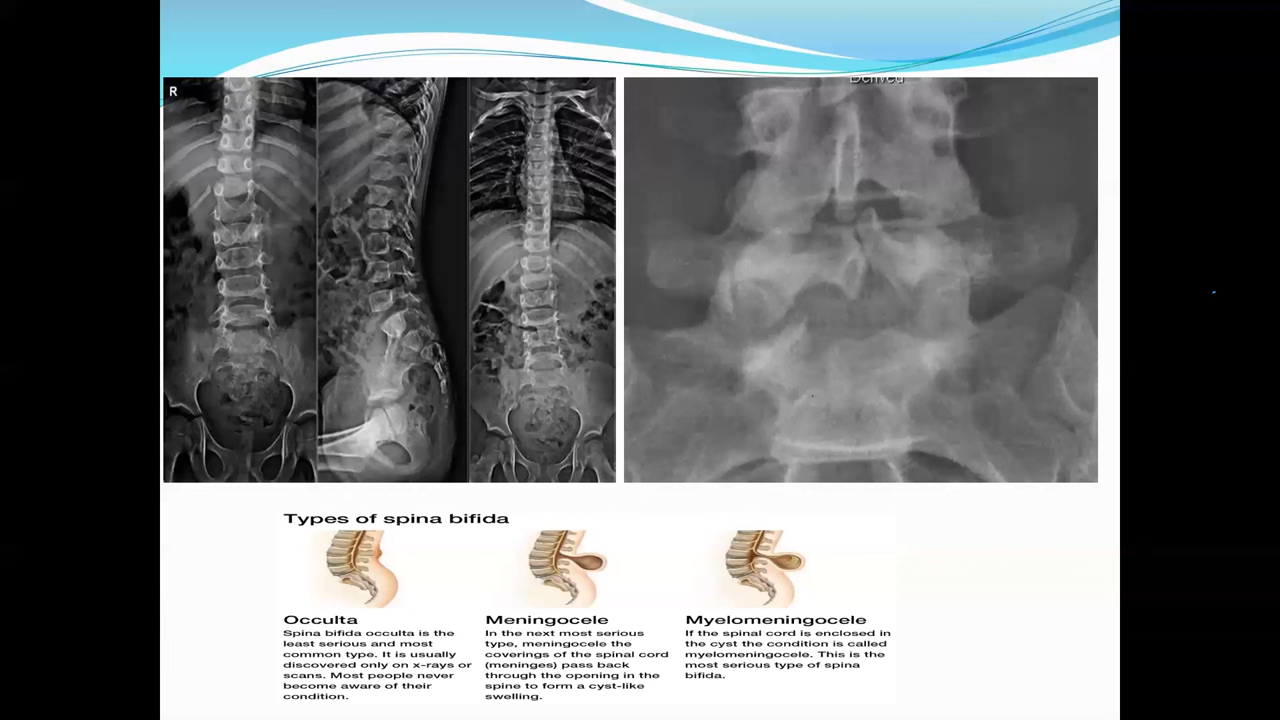 Derived
R
Types of spina bifida
Occulta
Spina bifida occulta is the
least serious and most
common type. It is usually
discovered only on x-rays or
scans. Most people never
become aware of their
condition.
Meningocele
In the next most serious
type, meningocele the
coverings of the spinal cord
(meninges) pass back
through the opening in the
spine to form a cyst-like
swelling.
Myelomeningocele
If the spinal cord is enclosed in
the cyst the condition is called
myelomeningocele. This is the
most serious type of spina
bifida.